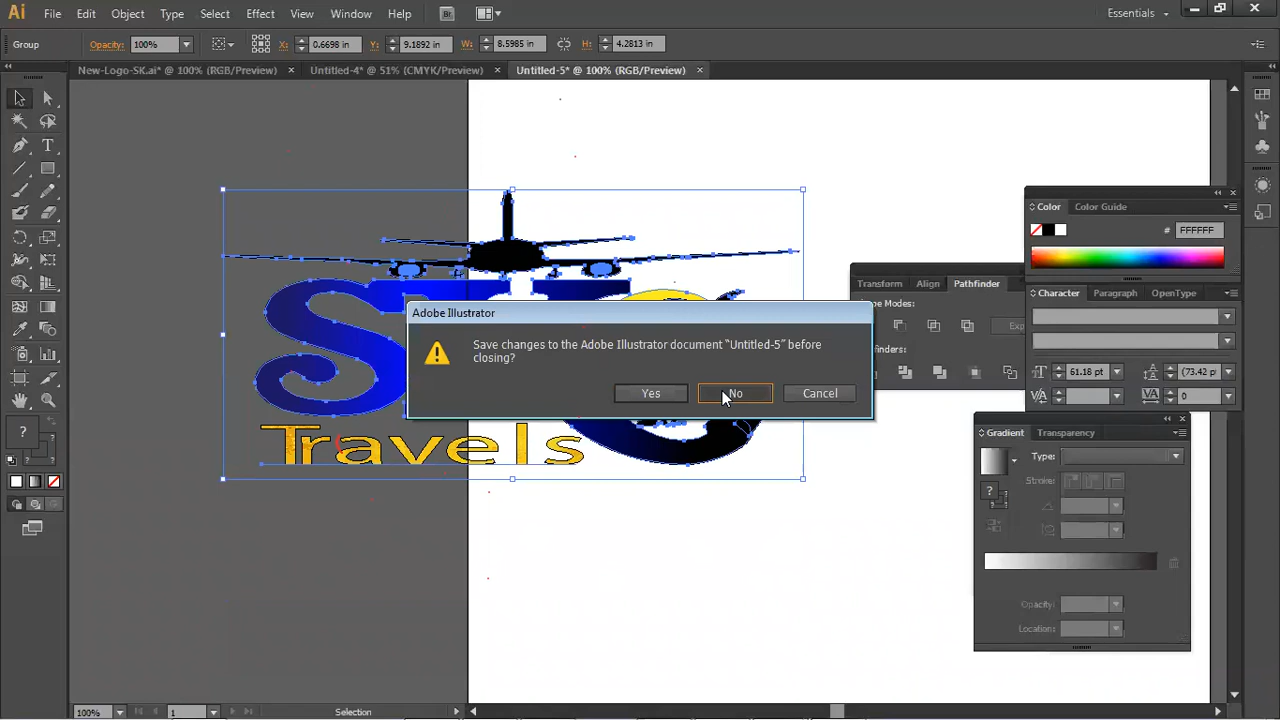 Ai File Edit Object Type Select Effect View Window Help Br Essentials
Group Opacity: 100% X: 0.6698 in Y: 9.1892 in W: 8.5985 in H: 4.2813 in
New-Logo-SK.ai* @ 100% (RGB/Preview) × Untitled-4* @ 51% (CMYK/Preview) × Untitled-5* @ 100% (RGB/Preview) ×
Color Color Guide
# FFFFFF
Transform Align Pathfinder
Character Paragraph OpenType
Adobe Illustrator
Save changes to the Adobe Illustrator document “Untitled-5” before
closing?
Yes No Cancel
61.18 pt (73.42 p
0
Travels
Gradient Transparency
Type:
Stroke:
Opacity:
Location:
100% 1 Selection